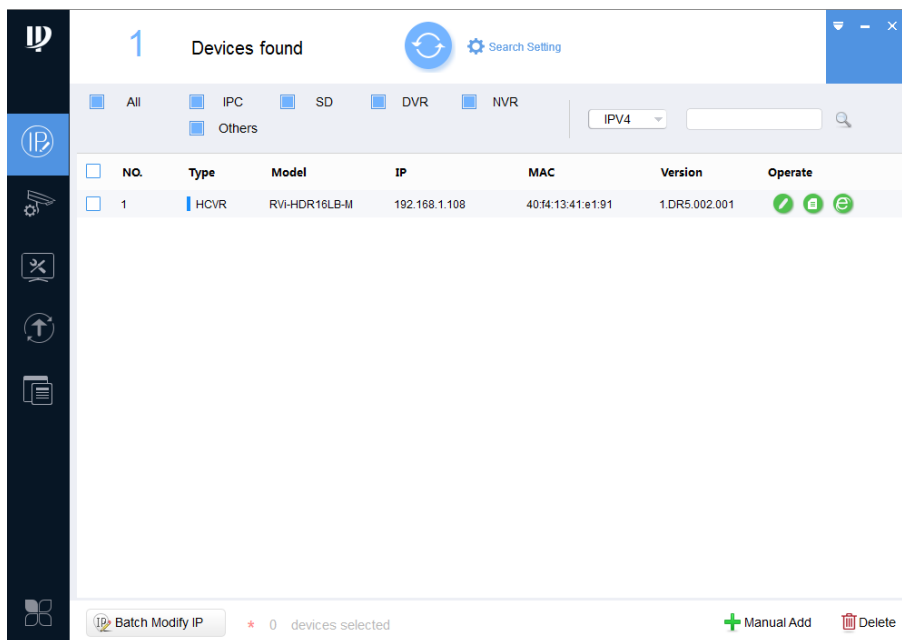 1 Devices found Search Setting
All IPC SD DVR NVR
Others
IPV4
NO. Type Model IP MAC Version Operate
1 HCVR RVi-HDR16LB-M 192.168.1.108 40:f4:13:41:e1:91 1.DR5.002.001
Batch Modify IP * 0 devices selected Manual Add Delete